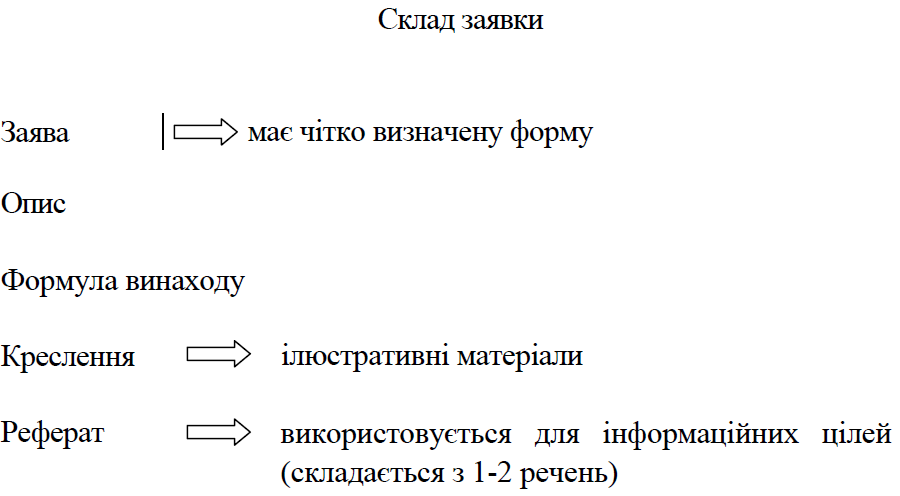 Склад заявки
Заява має чітко визначену форму
Опис
Формула винаходу
Креслення ілюстративні матеріали
Реферат використовується для інформаційних цілей
(складається з 1-2 речень)